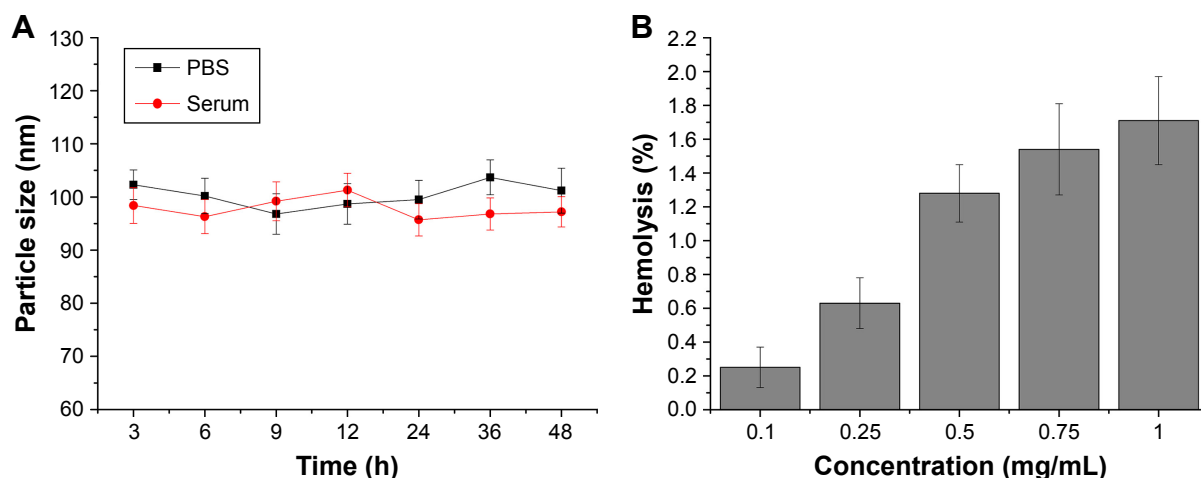 A
130
120
110
100
90
80
70
60
Particle size (nm)
PBS
Serum
3 6 9 12 24 36 48
Time (h)
B
2.2
2.0
1.8
1.6
1.4
1.2
1.0
0.8
0.6
0.4
0.2
0.0
Hemolysis (%)
0.1 0.25 0.5 0.75 1
Concentration (mg/mL)